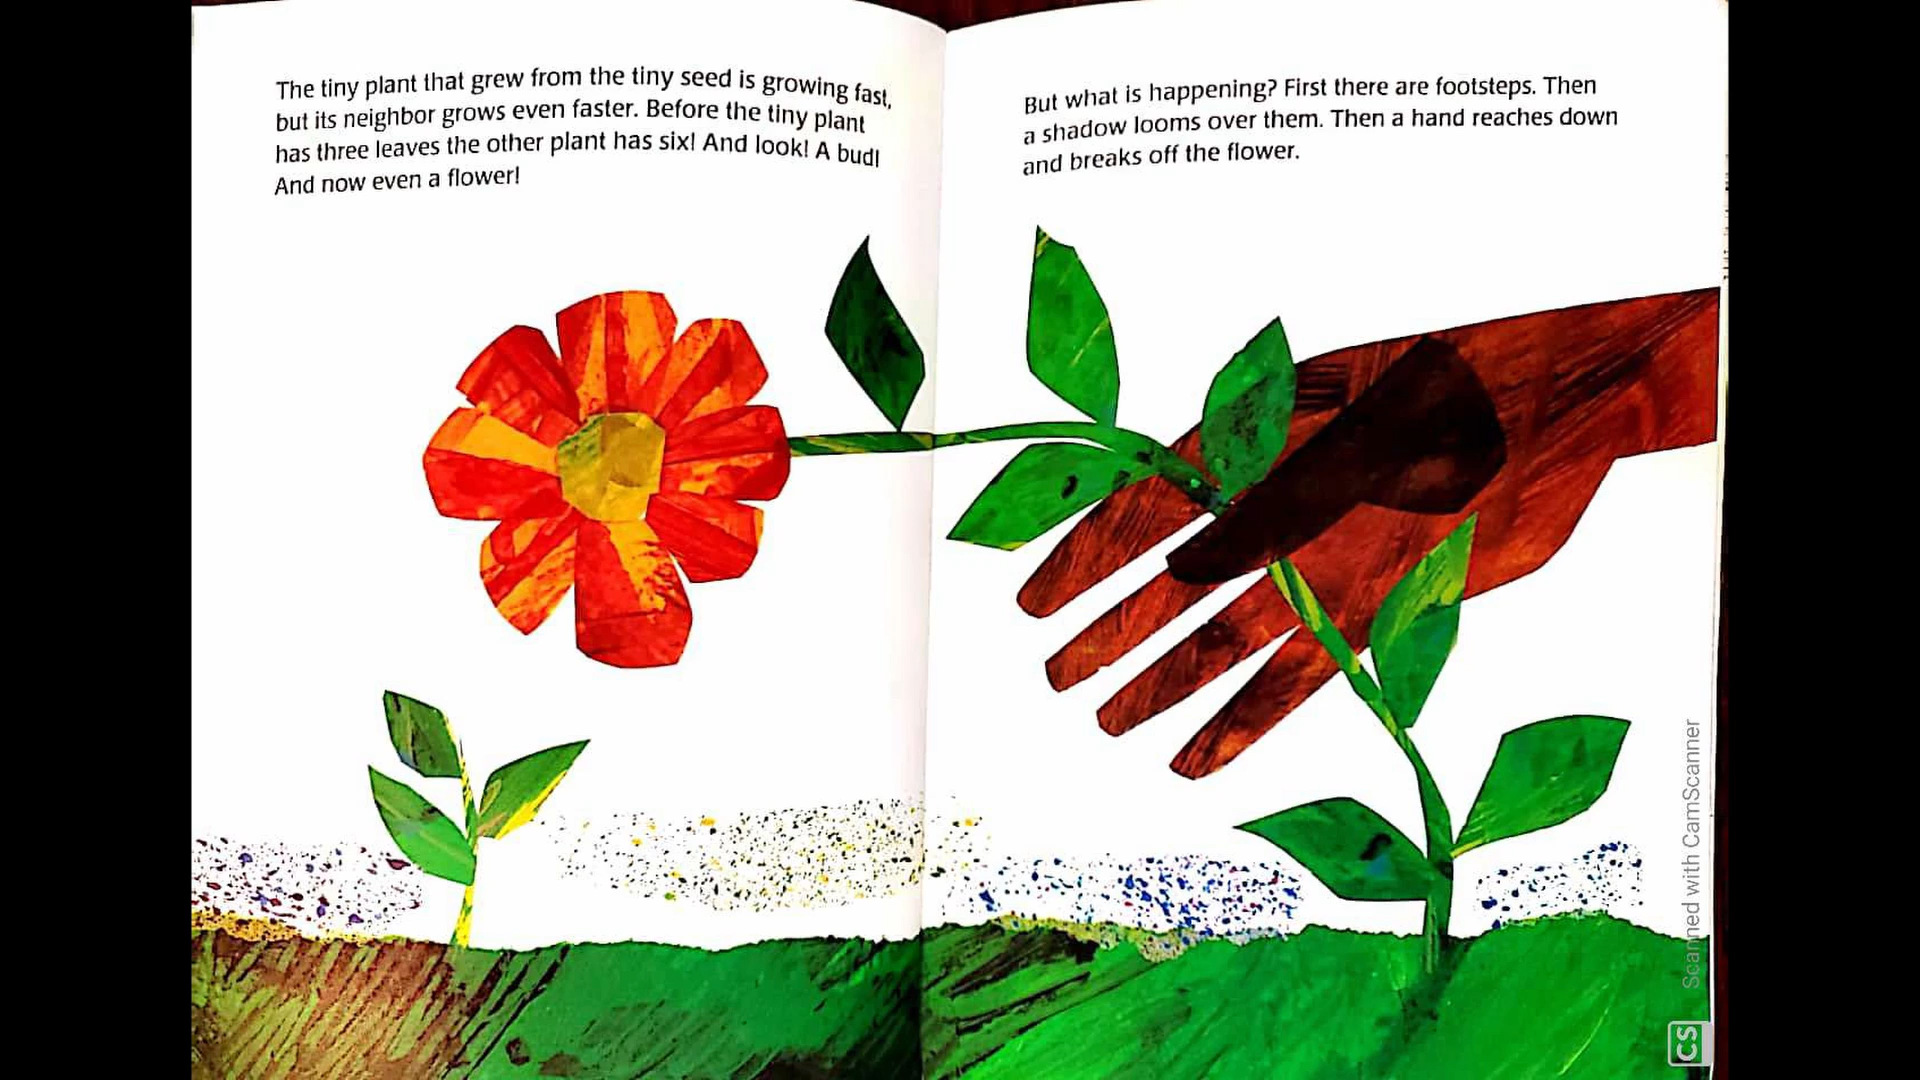 The tiny plant that grew from the tiny seed is growing fast,
but its neighbor grows even faster. Before the tiny plant
has three leaves the other plant has six! And look! A bud!
And now even a flower!
But what is happening? First there are footsteps. Then
a shadow looms over them. Then a hand reaches down
and breaks off the flower.
Scanned with CamScanner
CS